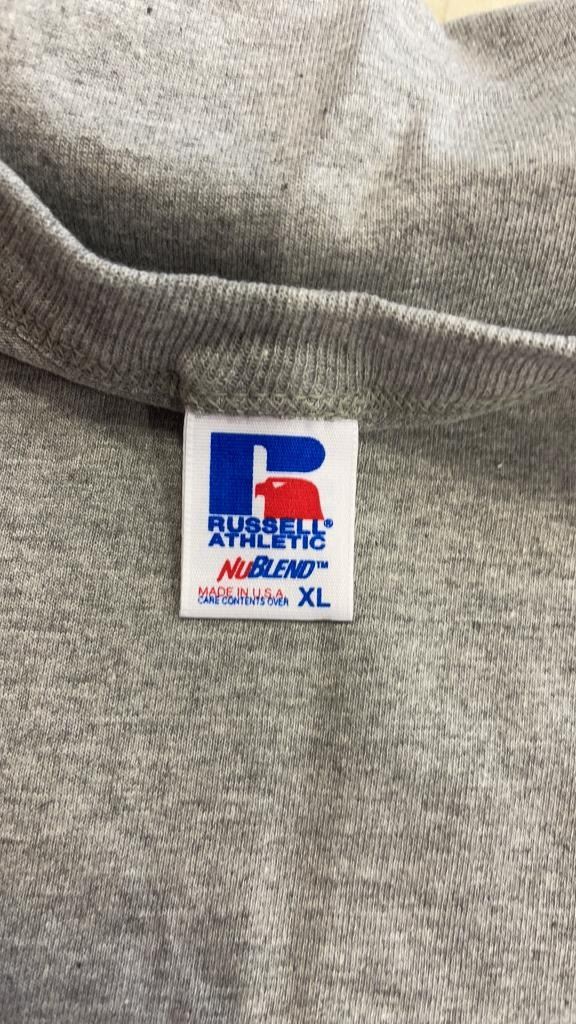 RUSSELL®
ATHLETIC
NUBLEND™
MADE IN U.S.A.
CARE CONTENTS OVER XL